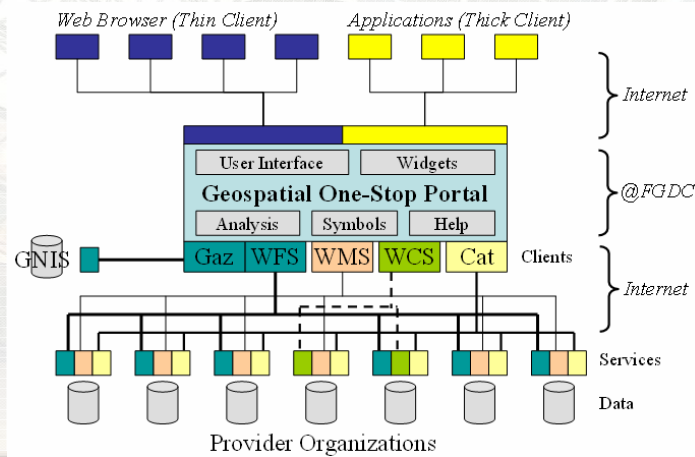 Web Browser (Thin Client) Applications (Thick Client)
Internet
User Interface Widgets
Geospatial One-Stop Portal
@FGDC
Analysis Symbols Help
GNIS Gaz WFS WMS WCS Cat Clients
Internet
Services
Data
Provider Organizations